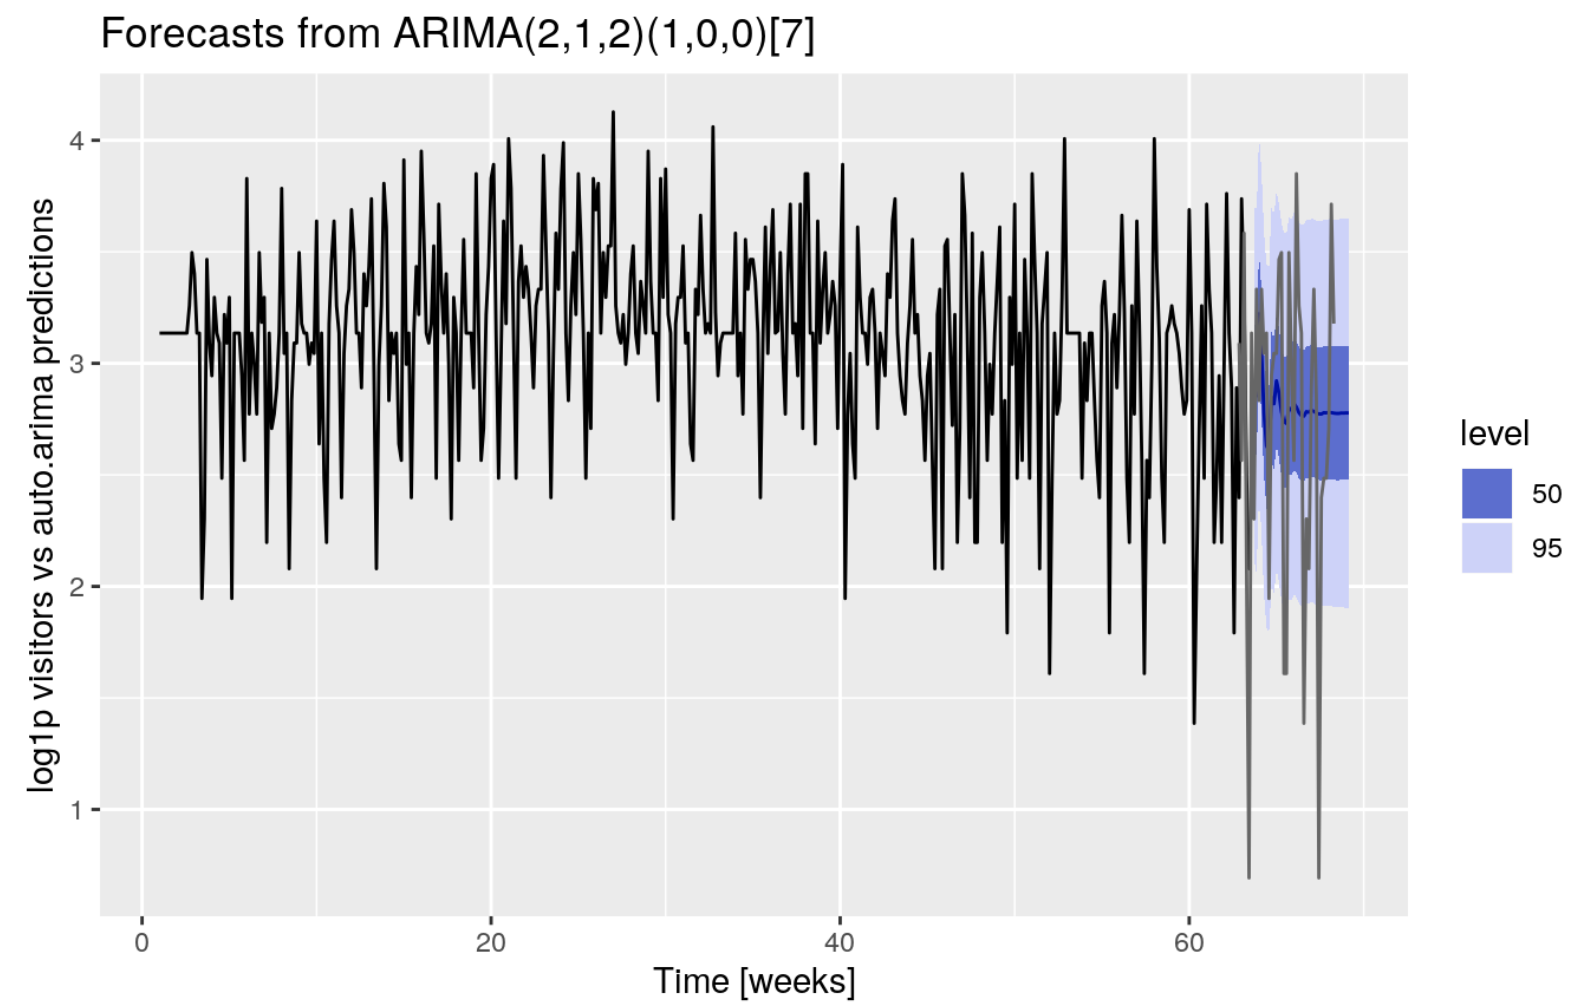 Forecasts from ARIMA(2,1,2)(1,0,0)[7]
log1p visitors vs auto.arima predictions
4
3
2
1
0
20
40
60
Time [weeks]
level
50
95